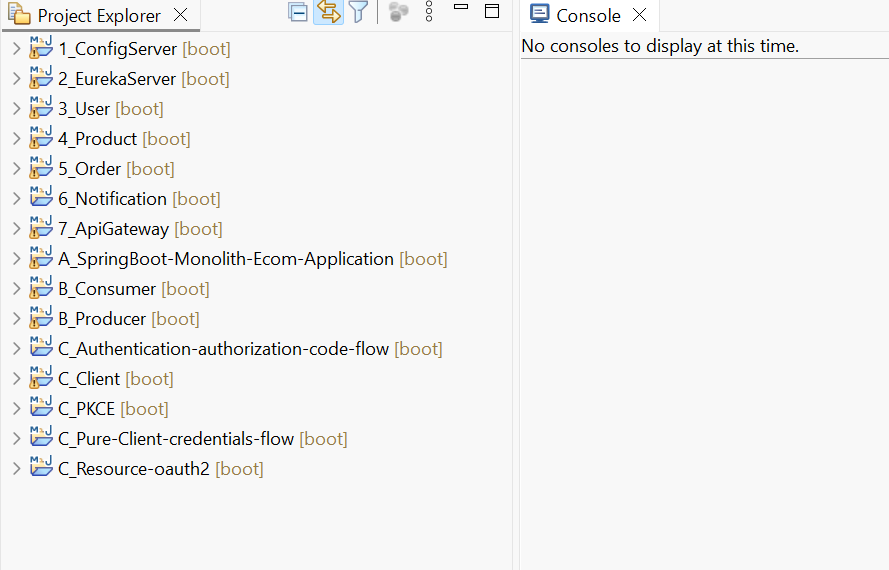 Project Explorer
1_ConfigServer [boot]
2_EurekaServer [boot]
3_User [boot]
4_Product [boot]
5_Order [boot]
6_Notification [boot]
7_ApiGateway [boot]
A_SpringBoot-Monolith-Ecom-Application [boot]
B_Consumer [boot]
B_Producer [boot]
C_Authentication-authorization-code-flow [boot]
C_Client [boot]
C_PKCE [boot]
C_Pure-Client-credentials-flow [boot]
C_Resource-oauth2 [boot]
Console
No consoles to display at this time.